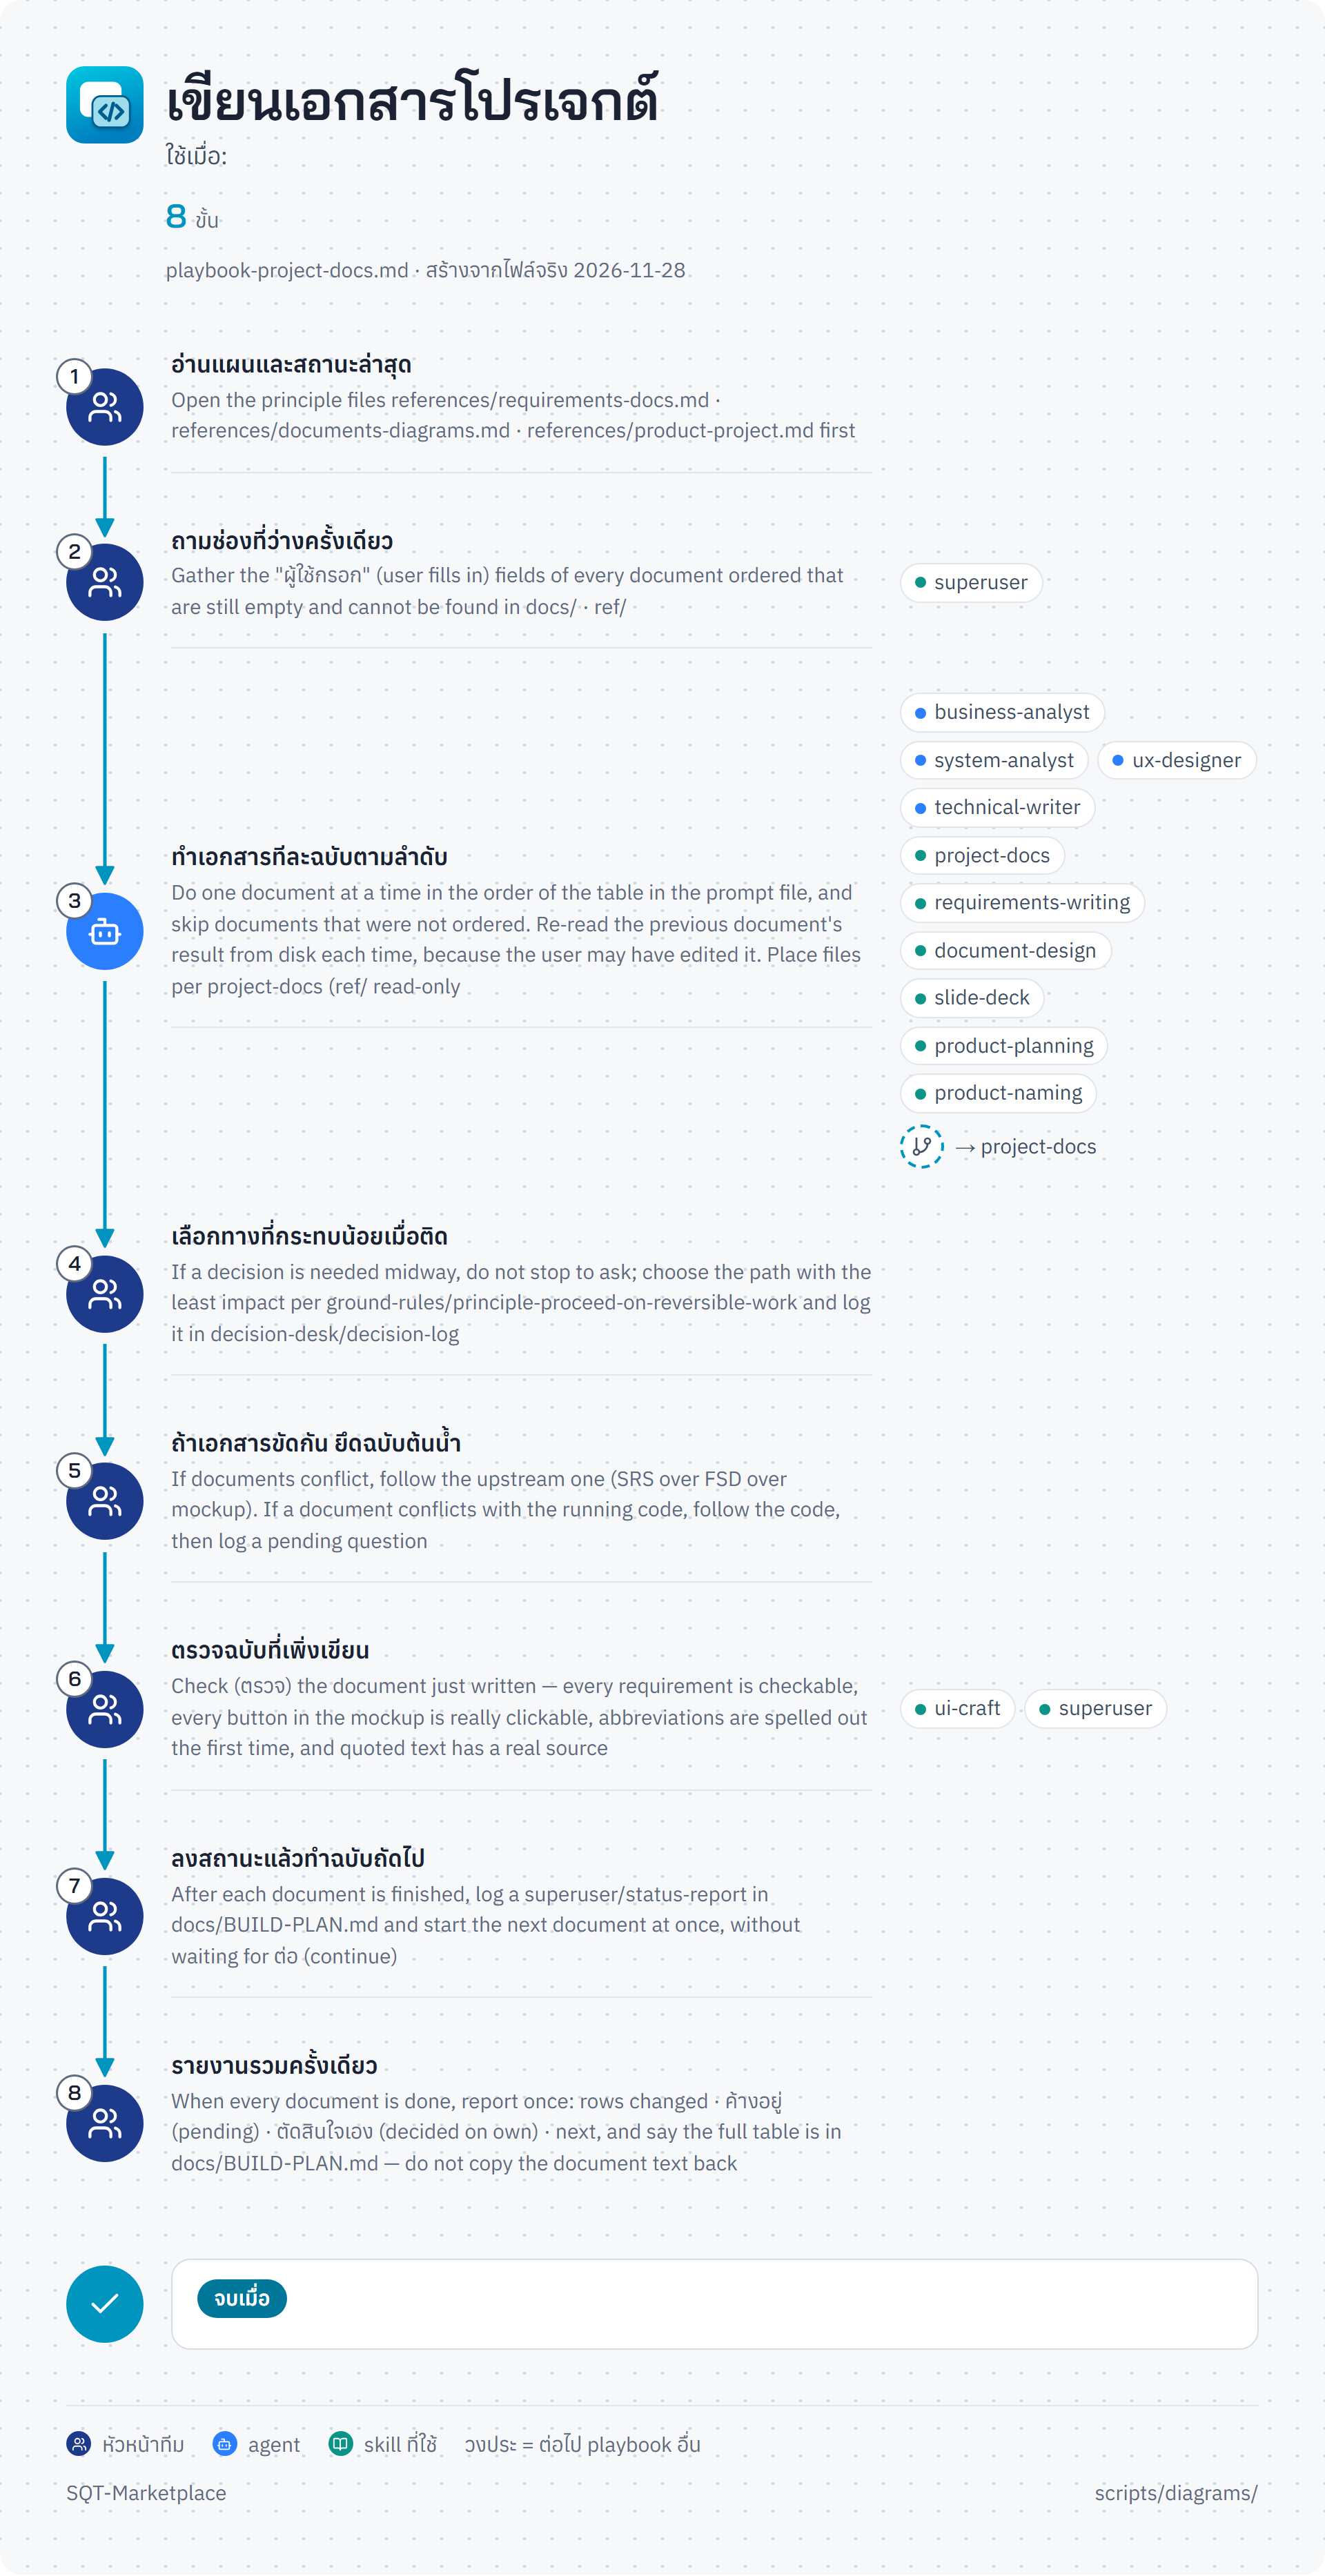 </>
เขียนเอกสารโปรเจกต์
ใช้เมื่อ:
8 ขั้น
playbook-project-docs.md · สร้างจากไฟล์จริง 2026-11-28
1
อ่านแผนและสถานะล่าสุด
Open the principle files references/requirements-docs.md ·
references/documents-diagrams.md · references/product-project.md first
2
ถามช่องที่ว่างครั้งเดียว
Gather the "ผู้ใช้กรอก" (user fills in) fields of every document ordered that
are still empty and cannot be found in docs/ · ref/
superuser
business-analyst
system-analyst ux-designer
technical-writer
project-docs
requirements-writing
document-design
slide-deck
product-planning
product-naming
→ project-docs
3
ทำเอกสารทีละฉบับตามลำดับ
Do one document at a time in the order of the table in the prompt file, and
skip documents that were not ordered. Re-read the previous document's
result from disk each time, because the user may have edited it. Place files
per project-docs (ref/ read-only
4
เลือกทางที่กระทบน้อยเมื่อติด
If a decision is needed midway, do not stop to ask; choose the path with the
least impact per ground-rules/principle-proceed-on-reversible-work and log
it in decision-desk/decision-log
5
ถ้าเอกสารขัดกัน ยึดฉบับต้นน้ำ
If documents conflict, follow the upstream one (SRS over FSD over
mockup). If a document conflicts with the running code, follow the code,
then log a pending question
6
ตรวจฉบับที่เพิ่งเขียน
Check (ตรวจ) the document just written — every requirement is checkable,
every button in the mockup is really clickable, abbreviations are spelled out
the first time, and quoted text has a real source
ui-craft superuser
7
ลงสถานะแล้วทำฉบับถัดไป
After each document is finished, log a superuser/status-report in
docs/BUILD-PLAN.md and start the next document at once, without
waiting for ต่อ (continue)
8
รายงานรวมครั้งเดียว
When every document is done, report once: rows changed · ค้างอยู่
(pending) · ตัดสินใจเอง (decided on own) · next, and say the full table is in
docs/BUILD-PLAN.md — do not copy the document text back
จบเมื่อ
หัวหน้าทีม agent skill ที่ใช้ วงประ = ต่อไป playbook อื่น
SQT-Marketplace scripts/diagrams/